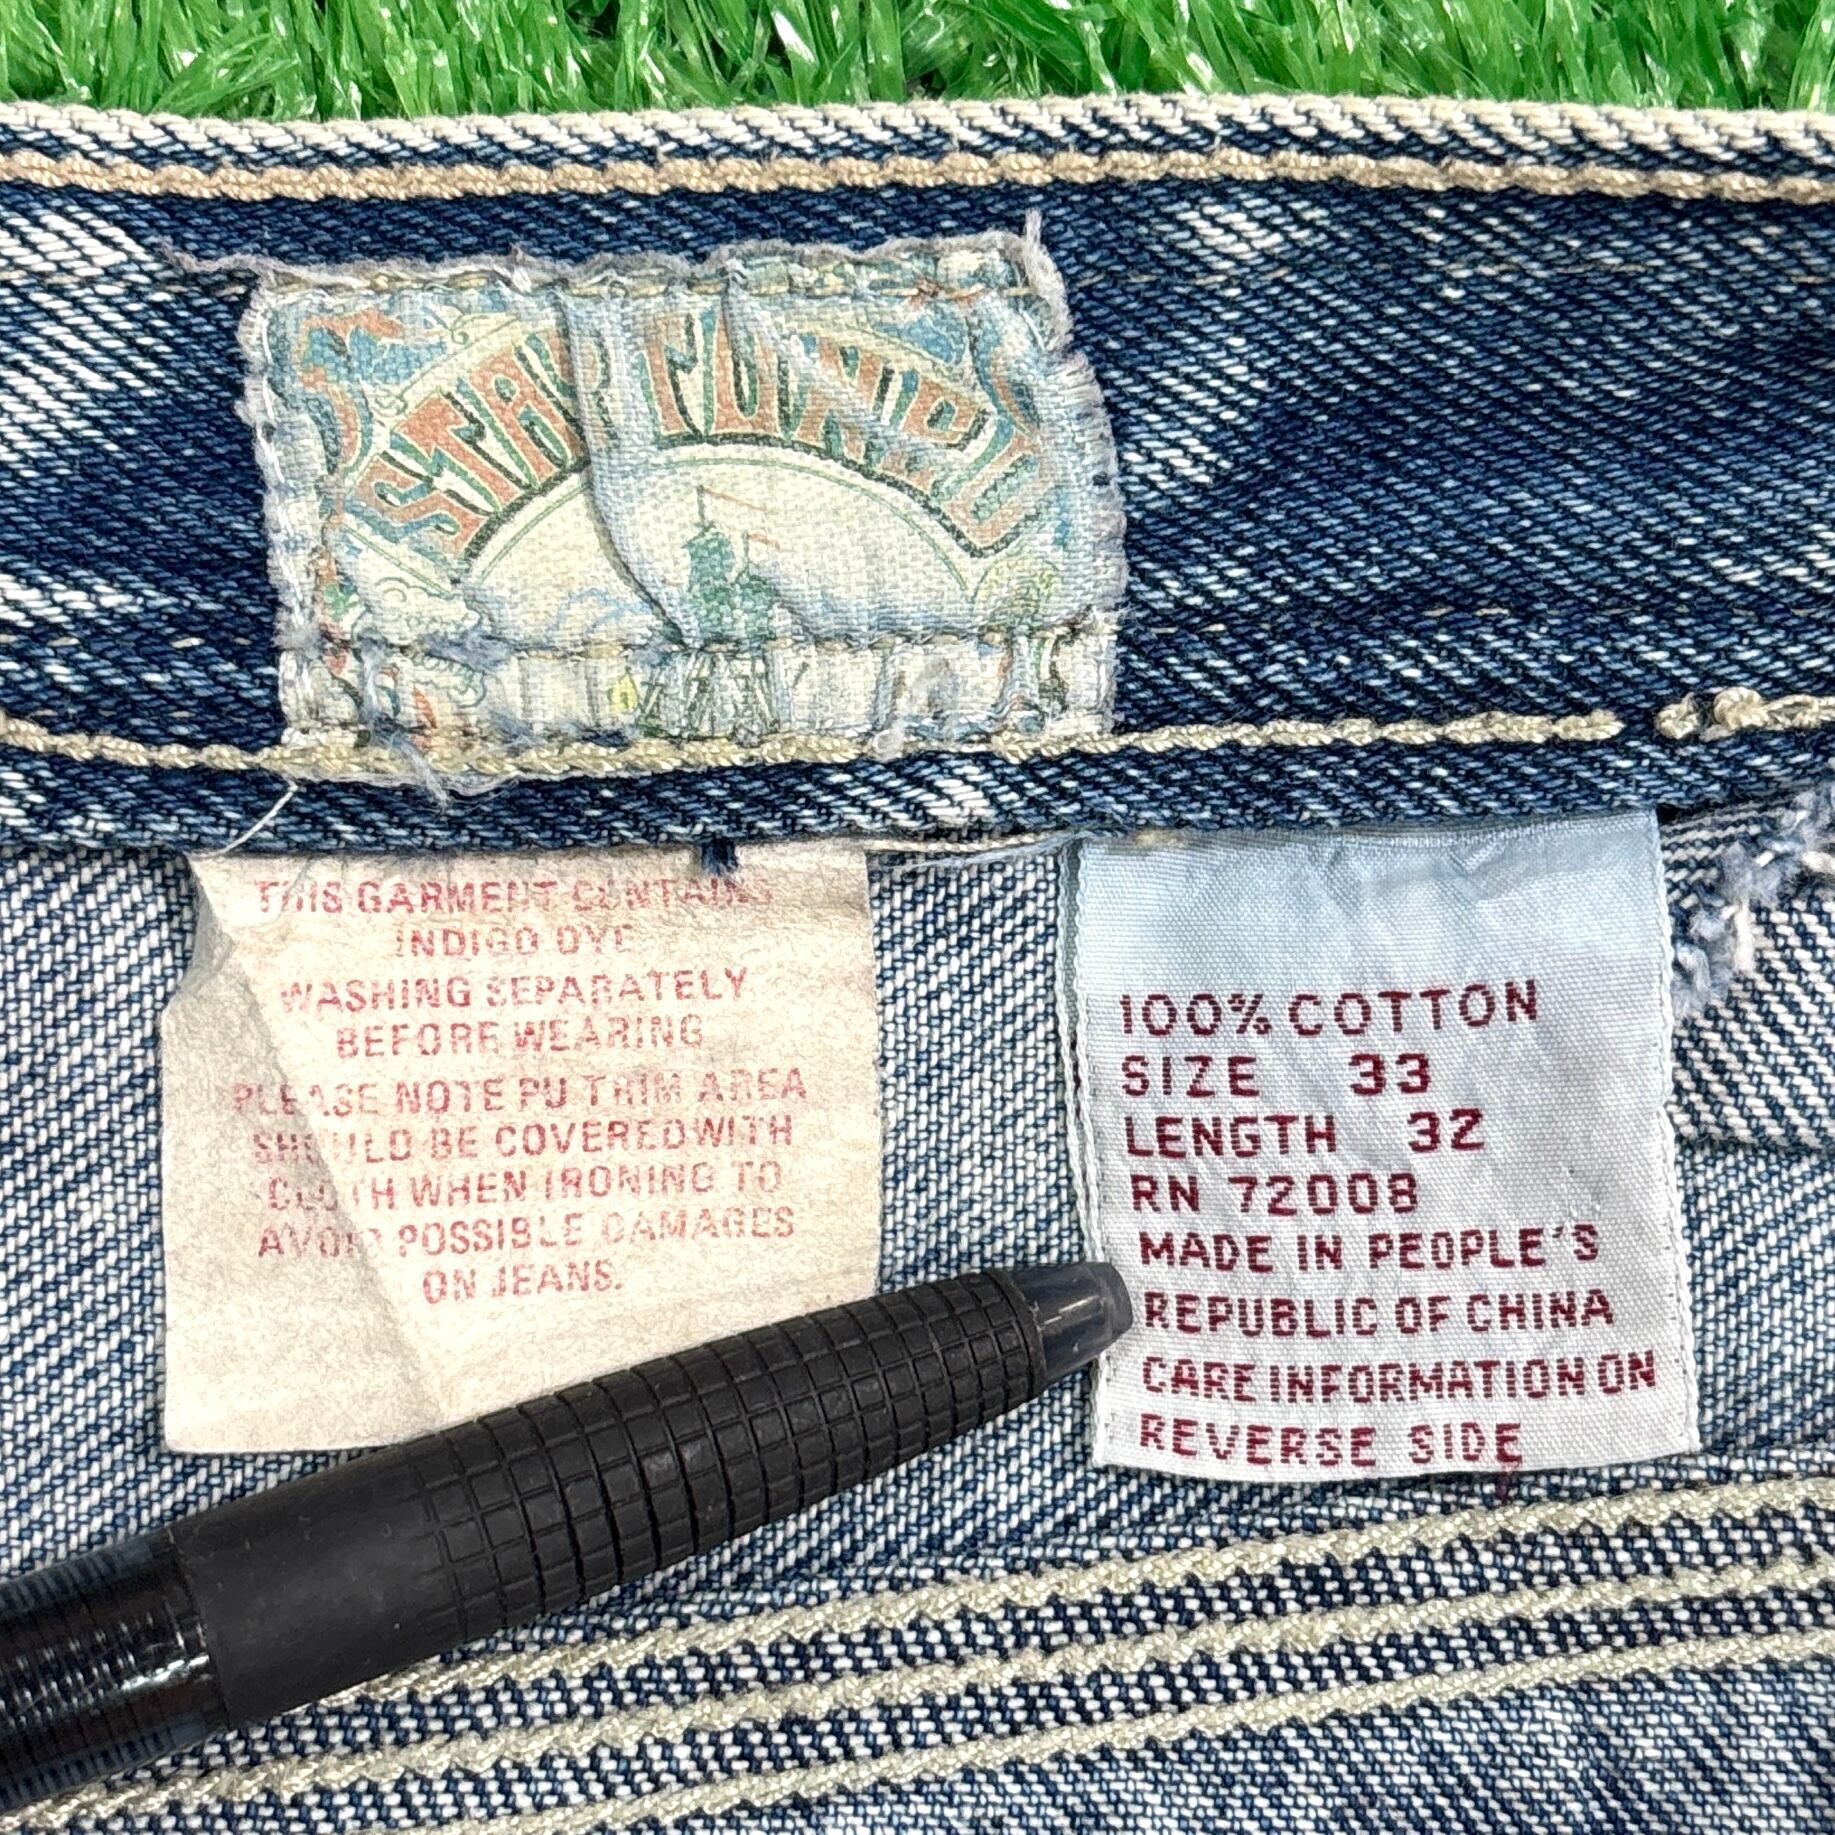 THIS GARMENT CONTAINS
INDIGO DYE
WASHING SEPARATELY
BEFORE WEARING
PLEASE NOTE PU TRIM AREA
SHOULD BE COVERED WITH
CLOTH WHEN IRONING TO
AVOID POSSIBLE DAMAGES
ON JEANS.
100% COTTON
SIZE 33
LENGTH 32
RN 72008
MADE IN PEOPLE'S
REPUBLIC OF CHINA
CARE INFORMATION ON
REVERSE SIDE